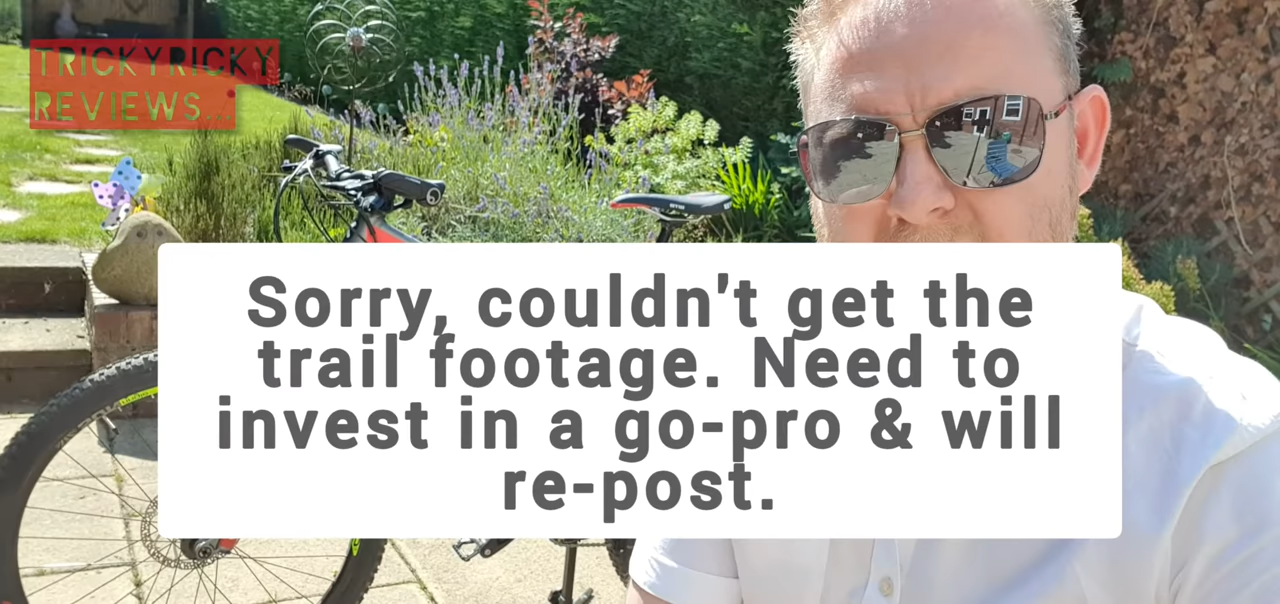 TRICKYRICKY
REVIEWS...
Sorry, couldn't get the
trail footage. Need to
invest in a go-pro & will
re-post.